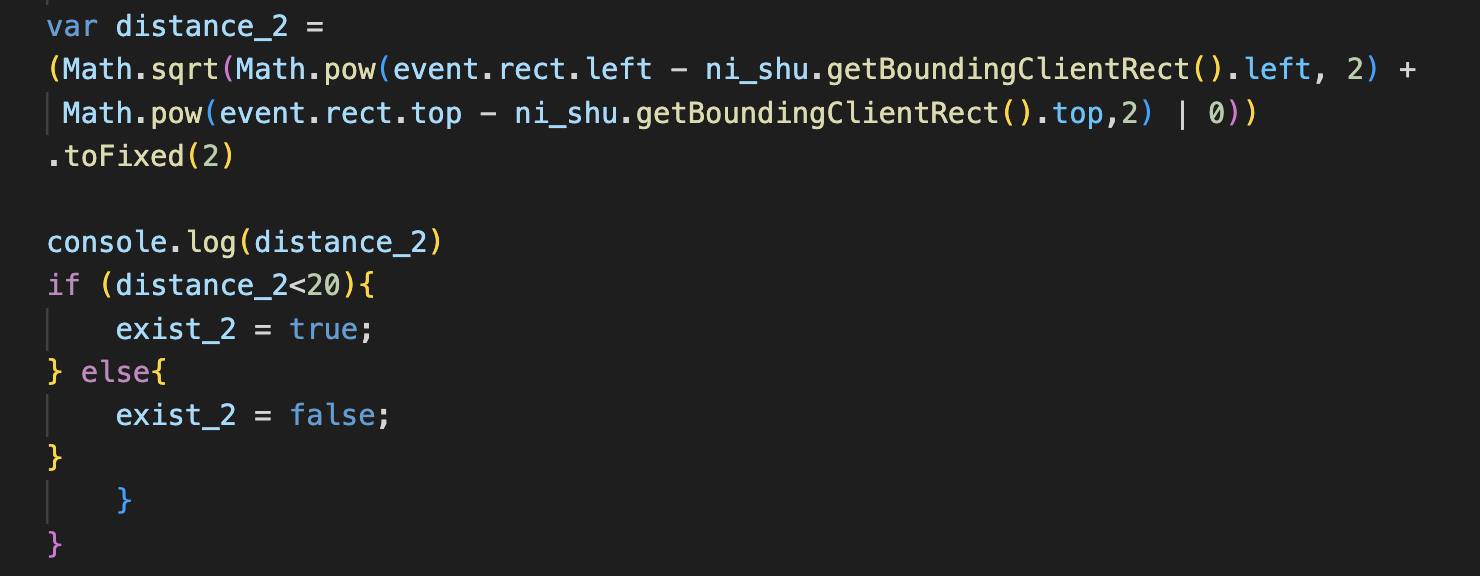 var distance_2 =
(Math.sqrt(Math.pow(event.rect.left - ni_shu.getBoundingClientRect().left, 2) +
Math.pow(event.rect.top - ni_shu.getBoundingClientRect().top,2) | 0))
.toFixed(2)
console.log(distance_2)
if (distance_2<20){
exist_2 = true;
} else{
exist_2 = false;
}
}
}